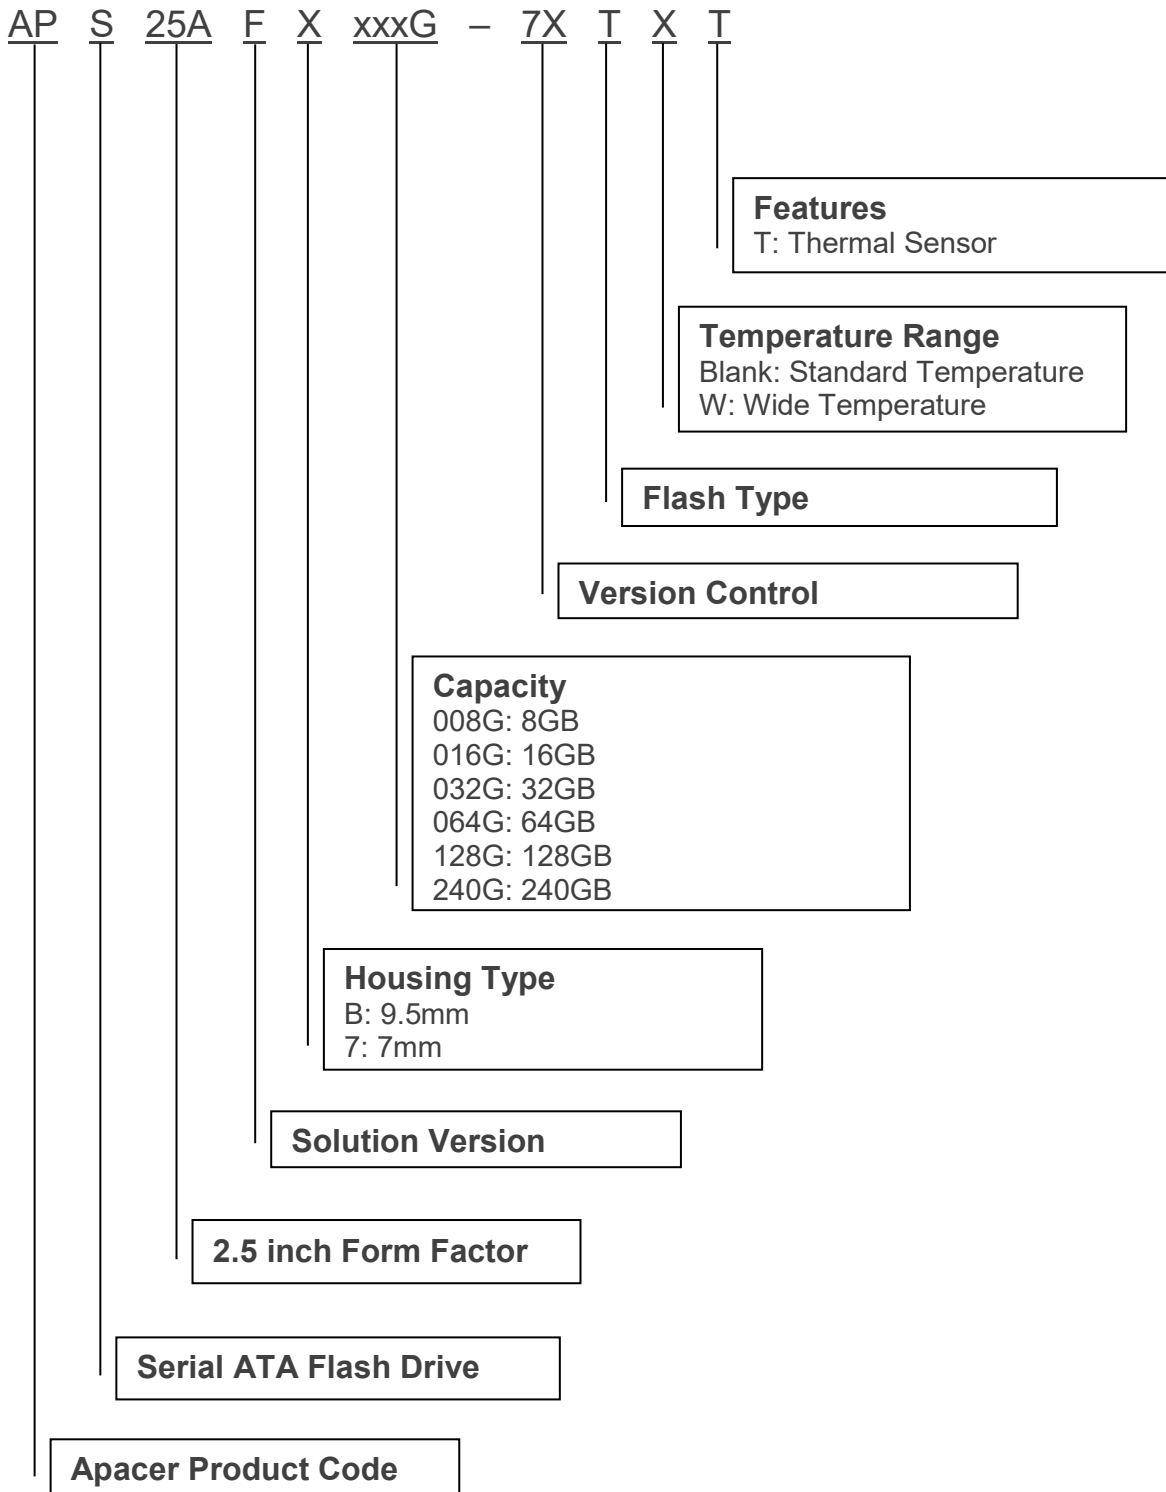 AP S 25A F X xxxG – 7X T X T
Features
T: Thermal Sensor
Temperature Range
Blank: Standard Temperature
W: Wide Temperature
Flash Type
Version Control
Capacity
008G: 8GB
016G: 16GB
032G: 32GB
064G: 64GB
128G: 128GB
240G: 240GB
Housing Type
B: 9.5mm
7: 7mm
Solution Version
2.5 inch Form Factor
Serial ATA Flash Drive
Apacer Product Code